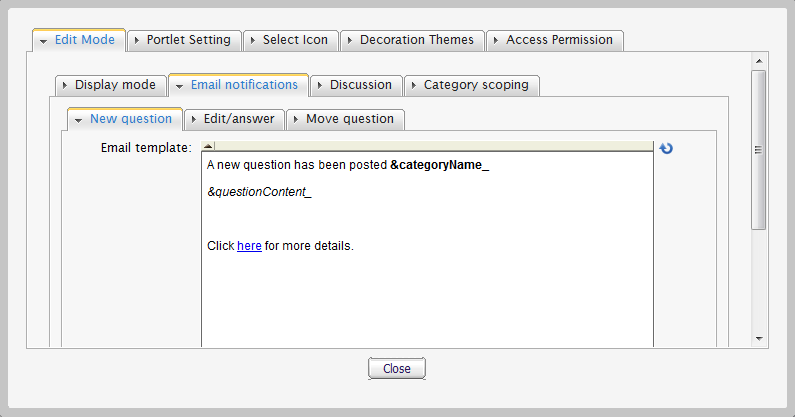 Edit Mode Portlet Setting Select Icon Decoration Themes Access Permission
Display mode Email notifications Discussion Category scoping
New question Edit/answer Move question
Email template:
A new question has been posted &categoryName_
&questionContent_
Click here for more details.
Close